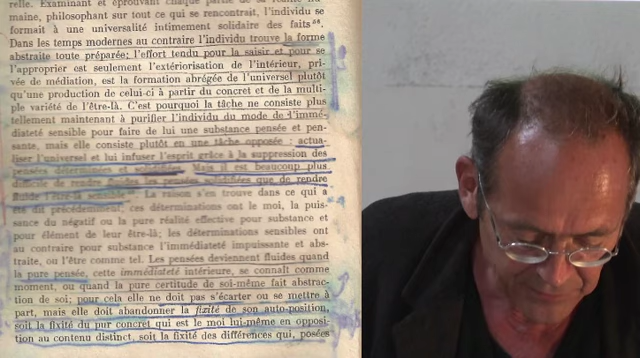 relle. Examinant et éprouvant chaque partie de sa réalité hu-
maine, philosophant sur tout ce qui se rencontrait, l'individu se
formait à une universalité intimement solidaire des faits
Dans les temps modernes au contraire l'individu trouve la forme
abstraite toute préparée; l'effort tendu pour la saisir et pour se
l'approprier est seulement l'extériorisation de l'intérieur, pri-
vée de médiation, est la formation abrégée de l'universel plutôt
qu'une production de celui-ci à partir du concret et de la multi-
ple variété de l'être-là. C'est pourquoi la tâche ne consiste plus
tellement maintenant à purifier l'individu du mode de l'immé-
diateté sensible pour faire de lui une substance pensée et pen-
sante, mais elle consiste plutôt en une tâche opposée : actua-
liser l'universel et lui infuser l'esprit grâce à la suppression des
pensées déterminées et solidifiées. Mais il est beaucoup plus
difficile de rendre solidifiées que de rendre
fluide l'être-là sensible. La raison s'en trouve dans ce qui a
été dit précédemment; ces déterminations ont le moi, la puis-
sance du négatif ou la pure réalité effective pour substance et
pour élément de leur être-là; les déterminations sensibles ont
au contraire pour substance l'immédiateté impuissante et abs-
traite, ou l'être comme tel. Les pensées deviennent fluides quand
la pure pensée, cette immédiateté intérieure, se connaît comme
moment, ou quand la pure certitude de soi-même fait abstrac-
tion de soi; pour cela elle ne doit pas s'écarter ou se mettre à
part, mais elle doit abandonner la fixité de son auto-position,
soit la fixité du pur concret qui est le moi lui-même en opposi-
tion au contenu distinct, soit la fixité des différences qui, posées